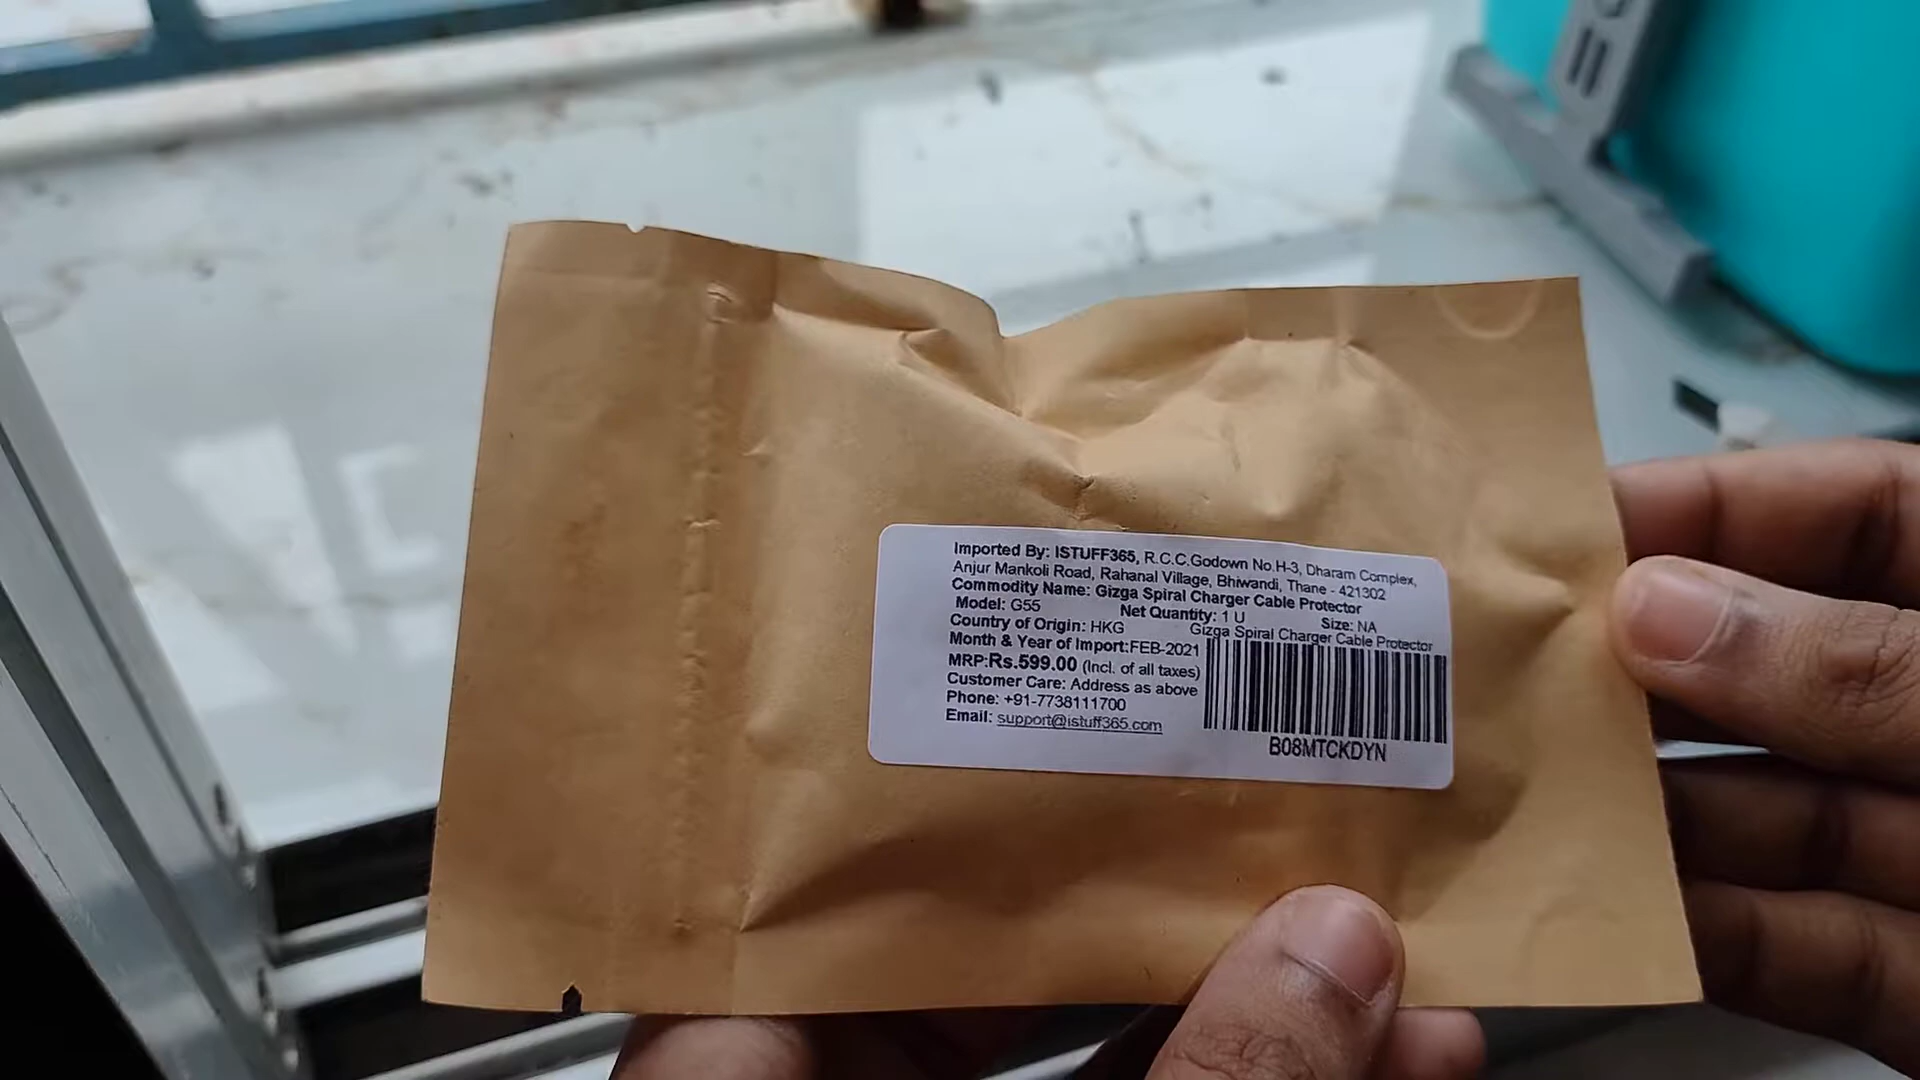 Imported By: ISTUFF365, R.C.C.Godown No.H-3, Dharam Complex,
Anjur Mankoli Road, Rahanal Village, Bhiwandi, Thane - 421302
Commodity Name: Gizga Spiral Charger Cable Protector
Model: G55 Net Quantity: 1 U Size: NA
Country of Origin: HKG
Gizga Spiral Charger Cable Protector
Month & Year of Import:FEB-2021
MRP:Rs.599.00 (Incl. of all taxes)
Customer Care: Address as above
Phone: +91-7738111700
Email: support@istuff365.com
B08MTCKDYN